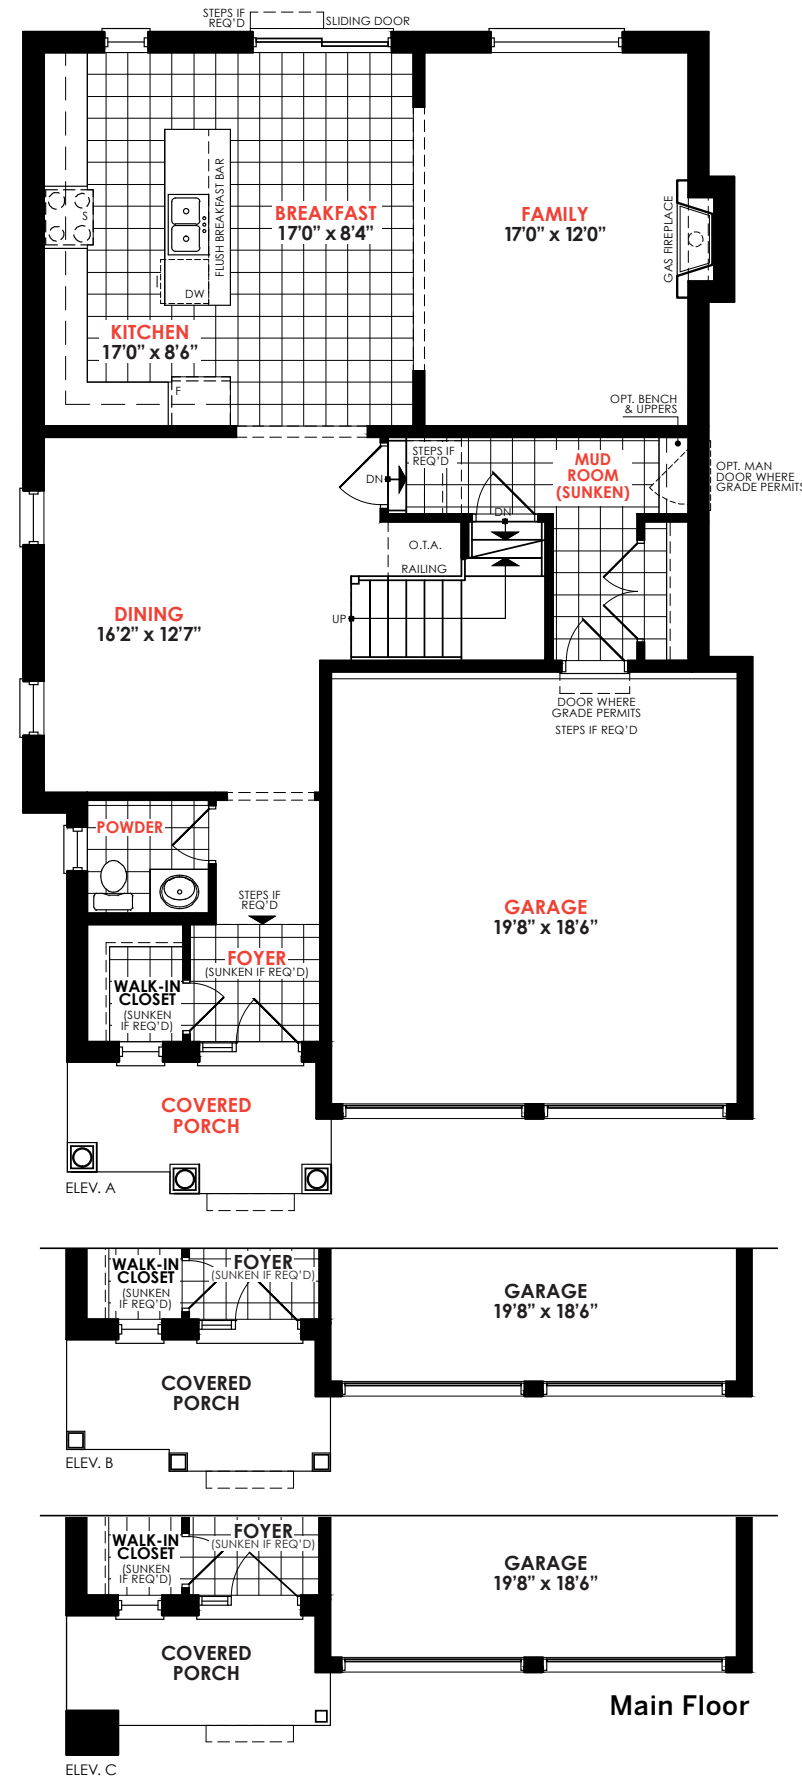 STEPS IF
REQ'D
SLIDING DOOR
FLUSH BREAKFAST BAR
S
BREAKFAST
17'0” x 8'4”
FAMILY
17'0” x 12'0”
GAS FIREPLACE
DW
KITCHEN
17'0” x 8'6”
F
OPT. BENCH
& UPPERS
STEPS IF
REQ'D
MUD
ROOM
(SUNKEN)
OPT. MAN
DOOR WHERE
GRADE PERMITS
DN
DN
O.T.A.
RAILING
DINING
16'2” x 12'7”
UP
DOOR WHERE
GRADE PERMITS
STEPS IF REQ'D
POWDER
STEPS IF
REQ'D
GARAGE
19'8” x 18'6”
FOYER
(SUNKEN IF REQ'D)
WALK-IN
CLOSET
(SUNKEN
IF REQ'D)
COVERED
PORCH
ELEV. A
WALK-IN
CLOSET
(SUNKEN
IF REQ'D)
FOYER
(SUNKEN IF REQ'D)
GARAGE
19'8” x 18'6”
COVERED
PORCH
ELEV. B
WALK-IN
CLOSET
(SUNKEN
IF REQ'D)
FOYER
(SUNKEN IF REQ'D)
GARAGE
19'8” x 18'6”
COVERED
PORCH
Main Floor
ELEV. C